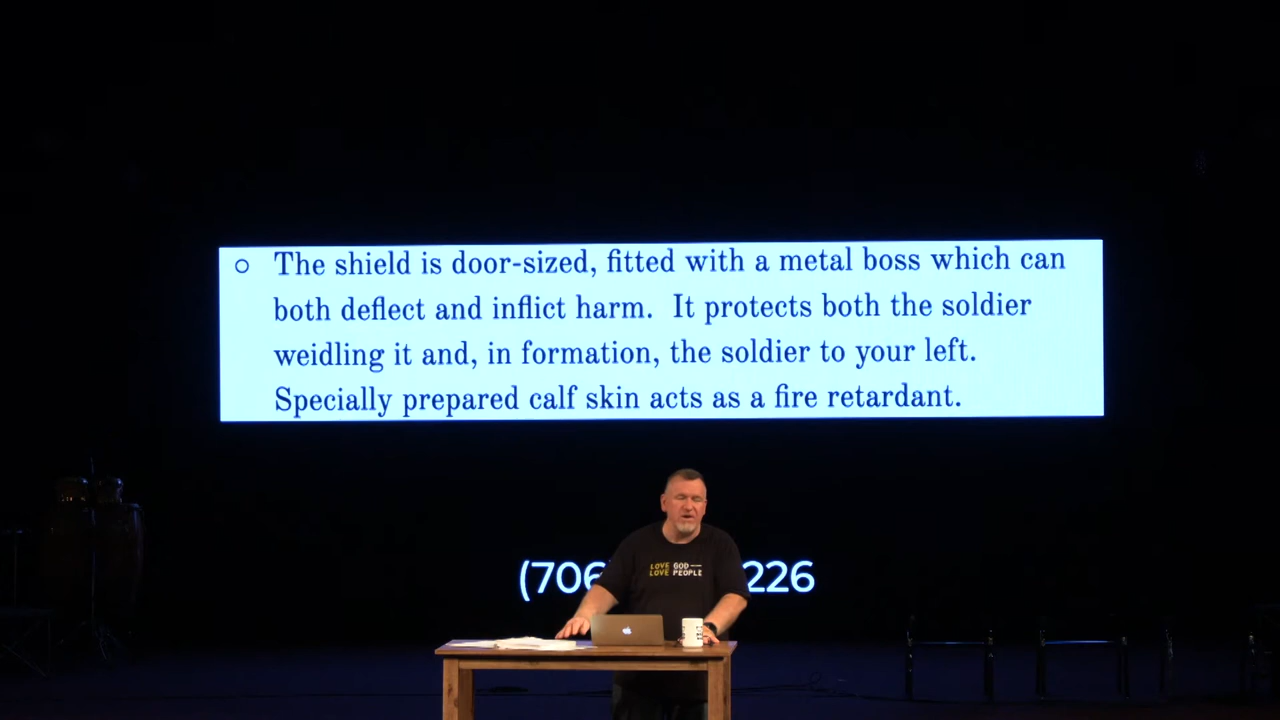 The shield is door-sized, fitted with a metal boss which can
both deflect and inflict harm. It protects both the soldier
weidling it and, in formation, the soldier to your left.
Specially prepared calf skin acts as a fire retardant.
(706 226
LOVE GOD
LOVE PEOPLE